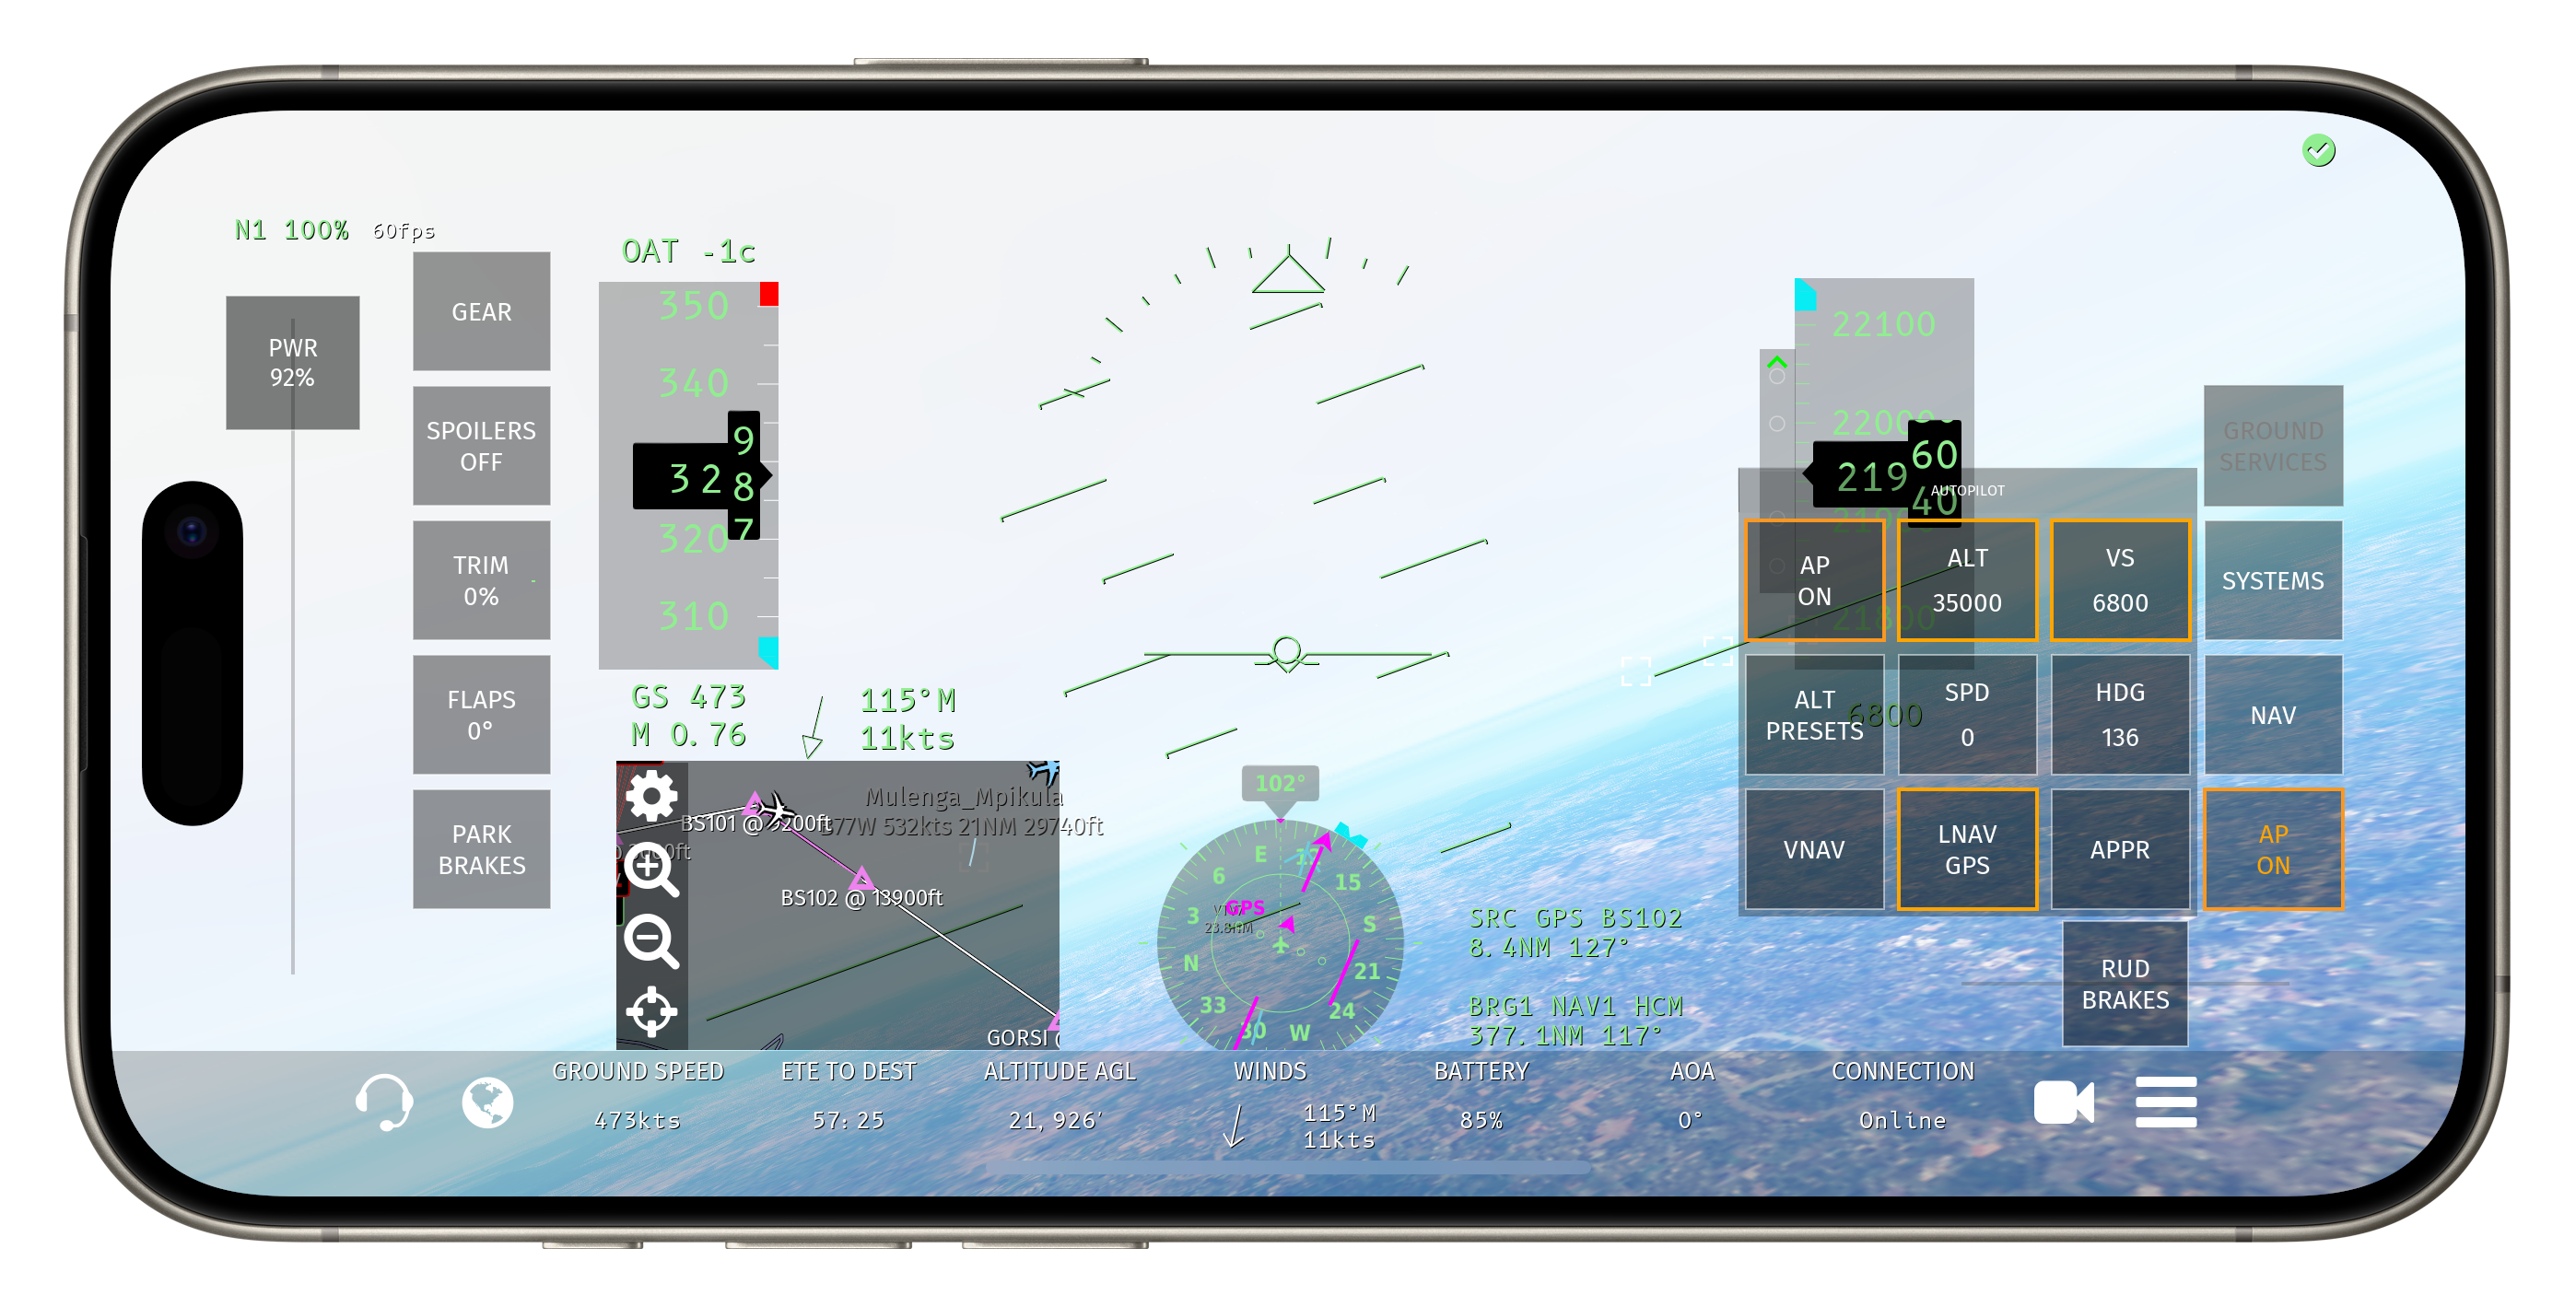 N1 100% 60fps
PWR
92%
GEAR
SPOILERS
OFF
TRIM
0%
FLAPS
0°
PARK
BRAKES
OAT -1c
350
340
320
310
32
9
8
7
GS 473
M 0.76
115°M
11kts
Mulenga_Mpikula
77W 532kts 21NM 29740ft
BS101 @ 9200ft
BS102 @ 13900ft
GORSI
102°
E
12
15
S
21
24
W
30
33
N
3
6
GPS
23.8NM
SRC GPS BS102
8.4NM 127°
BRG1 NAV1 HCM
377.1NM 117°
22100
22000
219
60
40
21800
6800
AUTOPILOT
AP
ON
ALT
35000
VS
6800
ALT
PRESETS
SPD
0
HDG
136
VNAV
LNAV
GPS
APPR
GROUND
SERVICES
SYSTEMS
NAV
AP
ON
RUD
BRAKES
GROUND SPEED
473kts
ETE TO DEST
57:25
ALTITUDE AGL
21,926'
WINDS
115°M
11kts
BATTERY
85%
AOA
0°
CONNECTION
Online